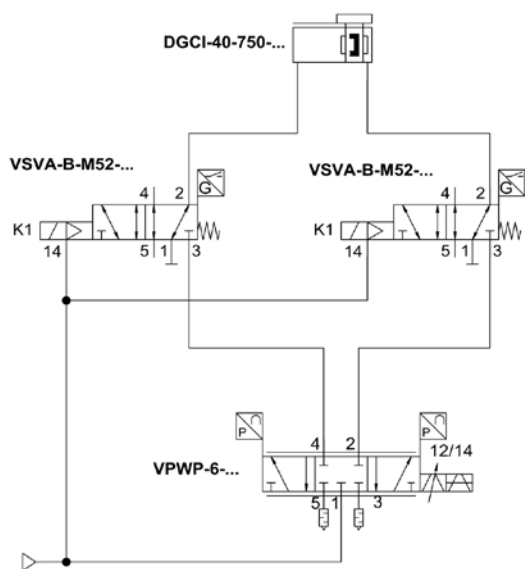 DGCI-40-750-...
VSVA-B-M52-...
VSVA-B-M52-...
4 2
G
4 2
G
K1
K1
14 5 1 3
14 5 1 3
P
P
4 2
12/14
VPWP-6-...
5 1 3